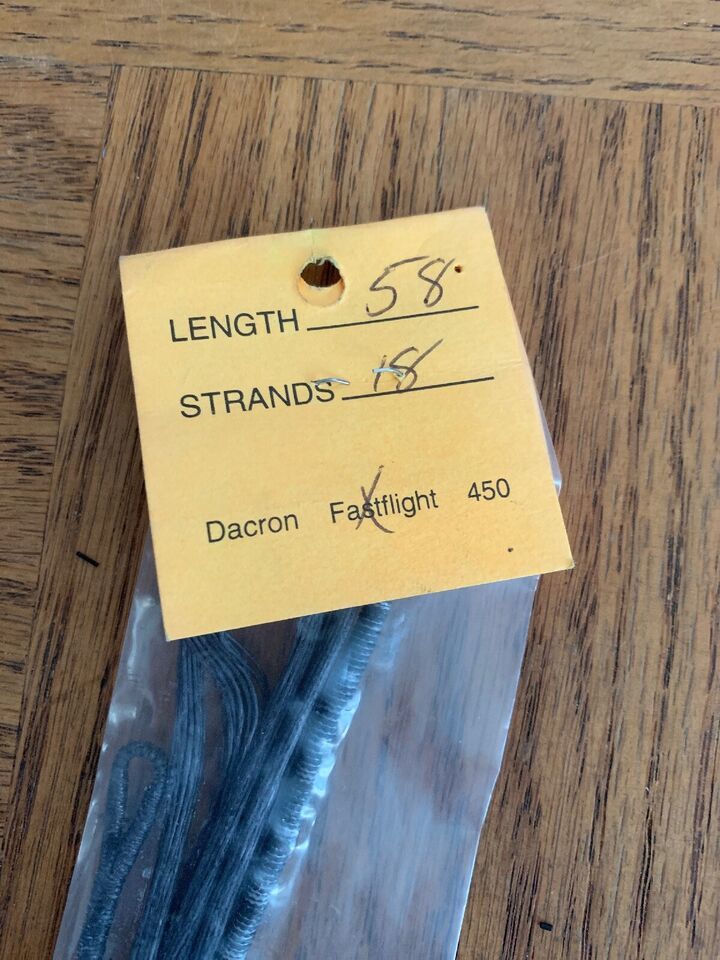 LENGTH 58
STRANDS 18
Dacron Fastflight 450